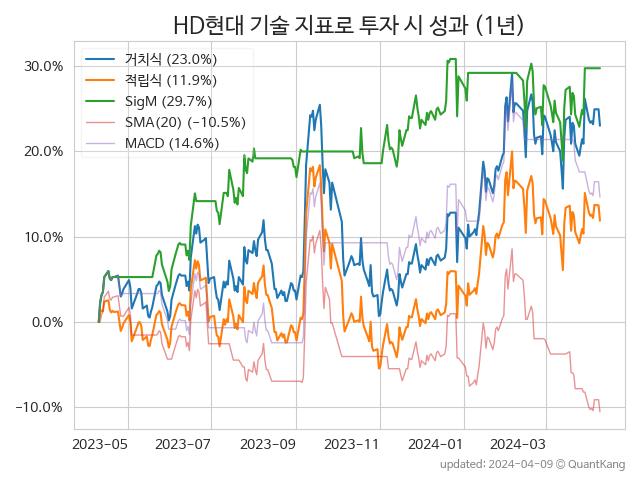 HD현대 기술 지표로 투자 시 성과 (1년)
거치식 (23.0%)
적립식 (11.9%)
SigM (29.7%)
SMA(20) (−10.5%)
MACD (14.6%)
30.0%
20.0%
10.0%
0.0%
−10.0%
2023-05 2023-07 2023-09 2023-11 2024-01 2024-03
updated: 2024-04-09 © QuantKang